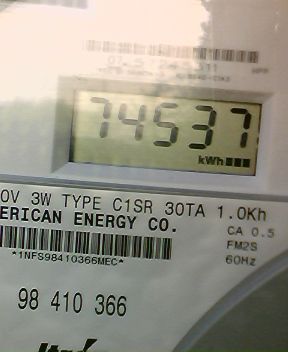 74537
kWh
0V 3W TYPE C1SR 30TA 1.0Kh
ERICAN ENERGY CO.
CA 0.5
FM2S
*1NFS98410366MEC*
60Hz
98 410 366